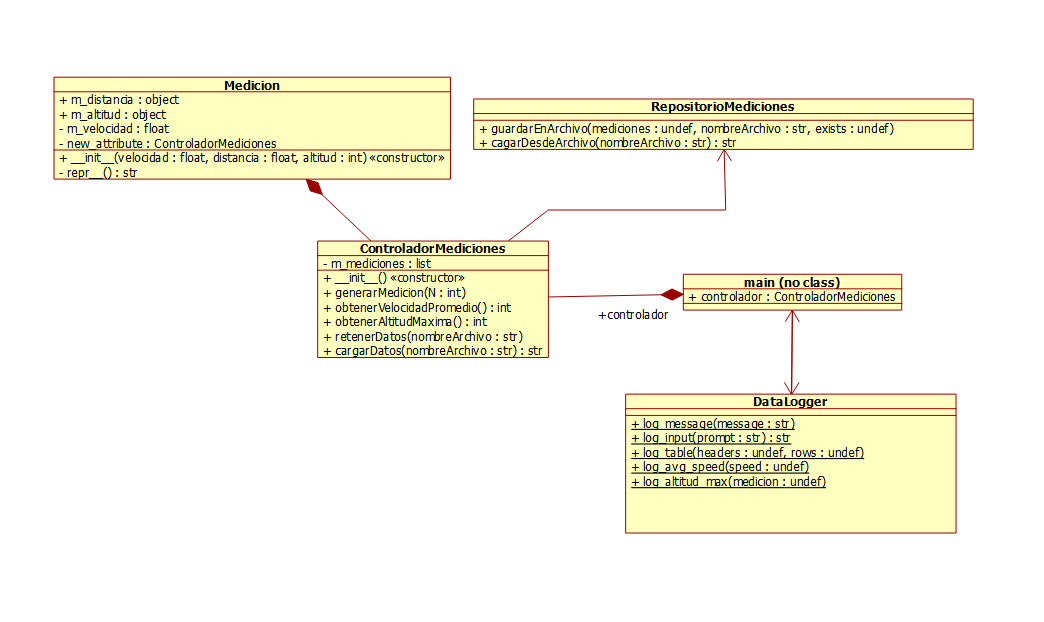 Medicion
+ m_distancia : object
+ m_altitud : object
- m_velocidad : float
- new_attribute : ControladorMediciones
+ __init__(velocidad : float, distancia : float, altitud : int) «constructor»
- repr__() : str
RepositorioMediciones
+ guardarEnArchivo(mediciones : undef, nombreArchivo : str, exists : undef)
+ cagarDesdeArchivo(nombreArchivo : str) : str
ControladorMediciones
- m_mediciones : list
+ __init__() «constructor»
+ generarMedicion(N : int)
+ obtenerVelocidadPromedio() : int
+ obtenerAltitudMaxima() : int
+ retenerDatos(nombreArchivo : str)
+ cargarDatos(nombreArchivo : str) : str
+controlador
main (no class)
+ controlador : ControladorMediciones
DataLogger
+ log_message(message : str)
+ log_input(prompt : str) : str
+ log_table(headers : undef, rows : undef)
+ log_avg_speed(speed : undef)
+ log_altitud_max(medicion : undef)